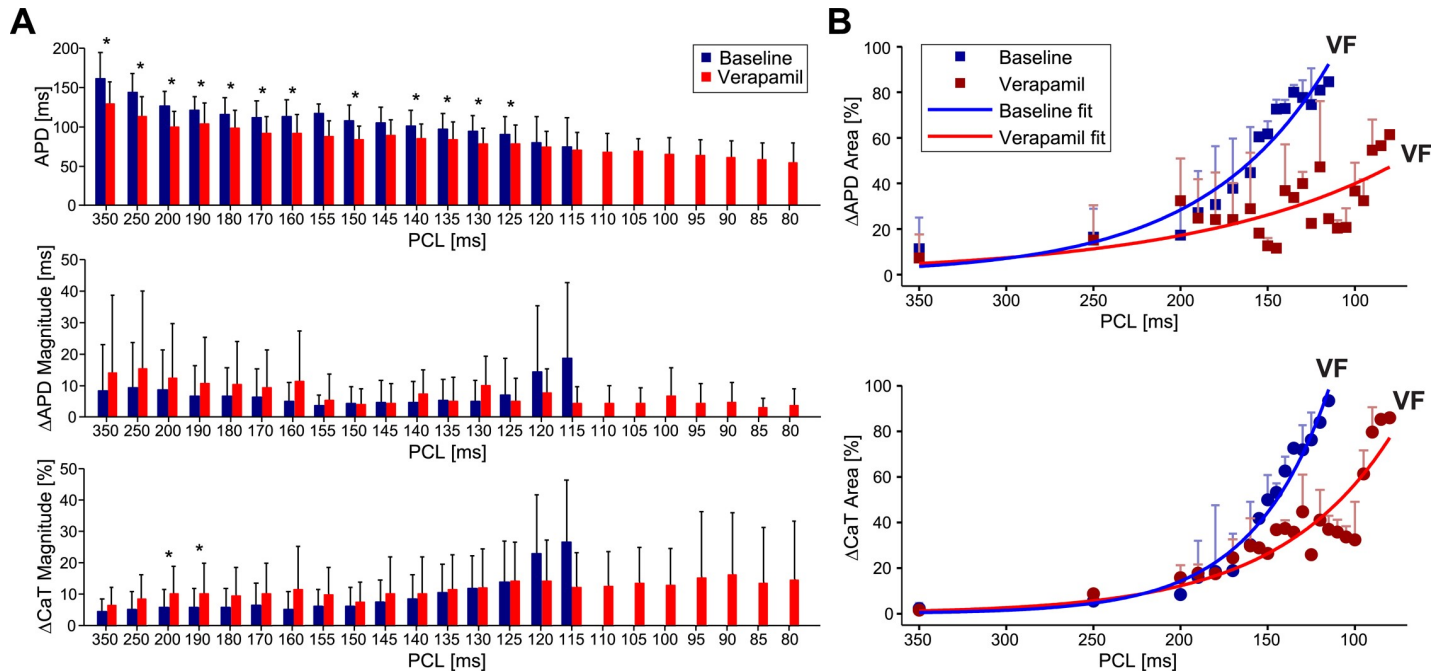 A
APD [ms]
200
150
100
50
0
* * * * * * * * * * * *
Baseline
Verapamil
350 250 200 190 180 170 160 155 150 145 140 135 130 125 120 115 110 105 100 95 90 85 80
PCL [ms]
ΔAPD Magnitude [ms]
50
40
30
20
10
0
350 250 200 190 180 170 160 155 150 145 140 135 130 125 120 115 110 105 100 95 90 85 80
PCL [ms]
ΔCaT Magnitude [%]
50
40
30
20
10
0
* *
350 250 200 190 180 170 160 155 150 145 140 135 130 125 120 115 110 105 100 95 90 85 80
PCL [ms]
B
ΔAPD Area [%]
100
80
60
40
20
0
Baseline
Verapamil
Baseline fit
Verapamil fit
VF
VF
350 300 250 200 150 100
PCL [ms]
ΔCaT Area [%]
100
80
60
40
20
0
VF
VF
350 300 250 200 150 100
PCL [ms]